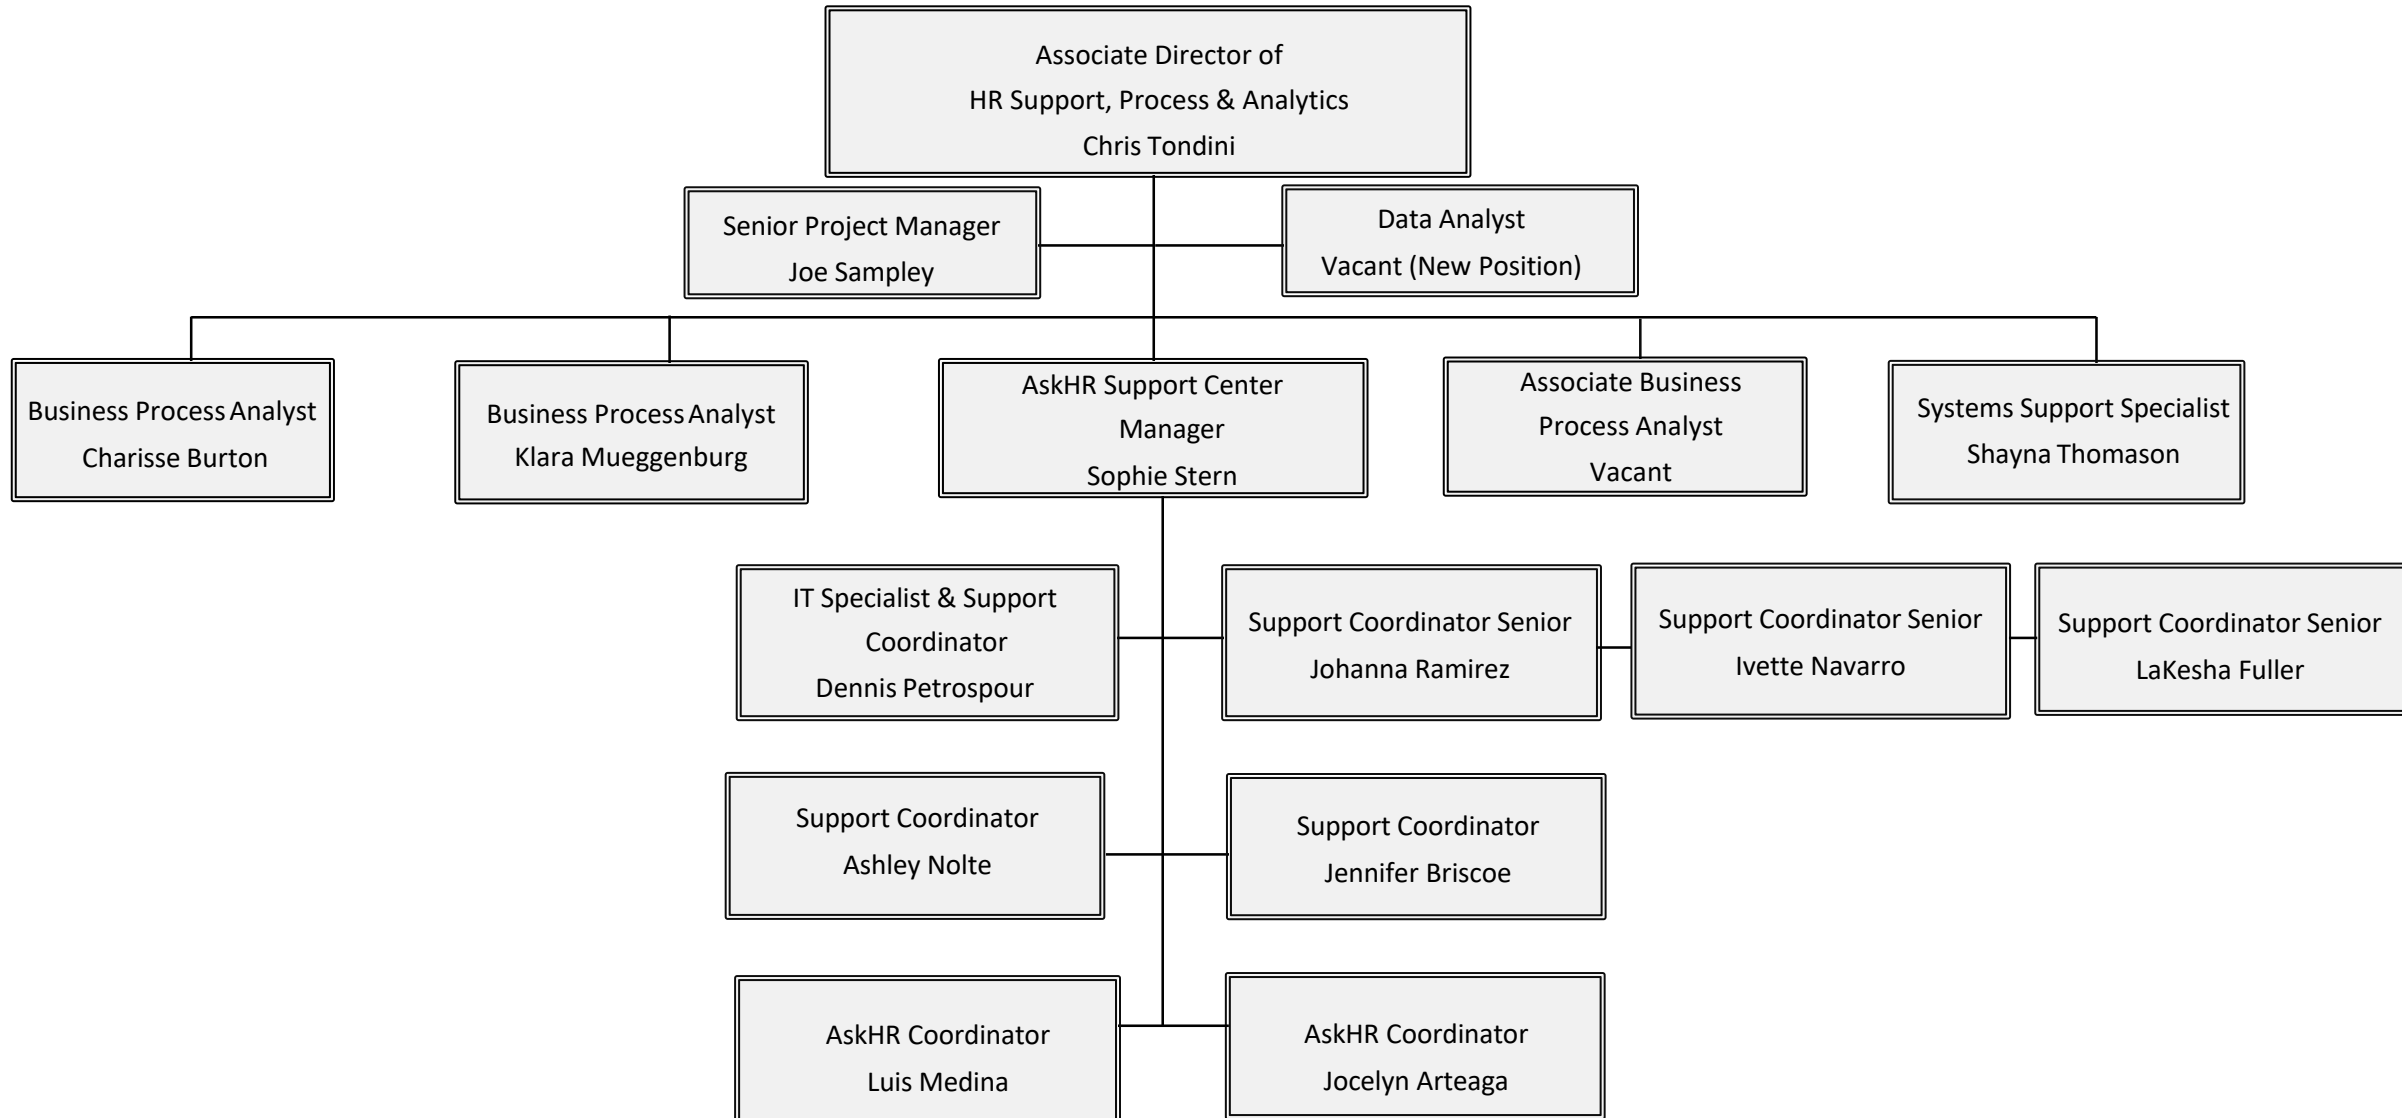 Associate Director of
HR Support, Process & Analytics
Chris Tondini
Senior Project Manager
Joe Sampley
Data Analyst
Vacant (New Position)
Business Process Analyst
Charisse Burton
Business Process Analyst
Klara Mueggenburg
AskHR Support Center
Manager
Sophie Stern
Associate Business
Process Analyst
Vacant
Systems Support Specialist
Shayna Thomason
IT Specialist & Support
Coordinator
Dennis Petrospour
Support Coordinator Senior
Johanna Ramirez
Support Coordinator Senior
Ivette Navarro
Support Coordinator Senior
LaKesha Fuller
Support Coordinator
Ashley Nolte
Support Coordinator
Jennifer Briscoe
AskHR Coordinator
Luis Medina
AskHR Coordinator
Jocelyn Arteaga